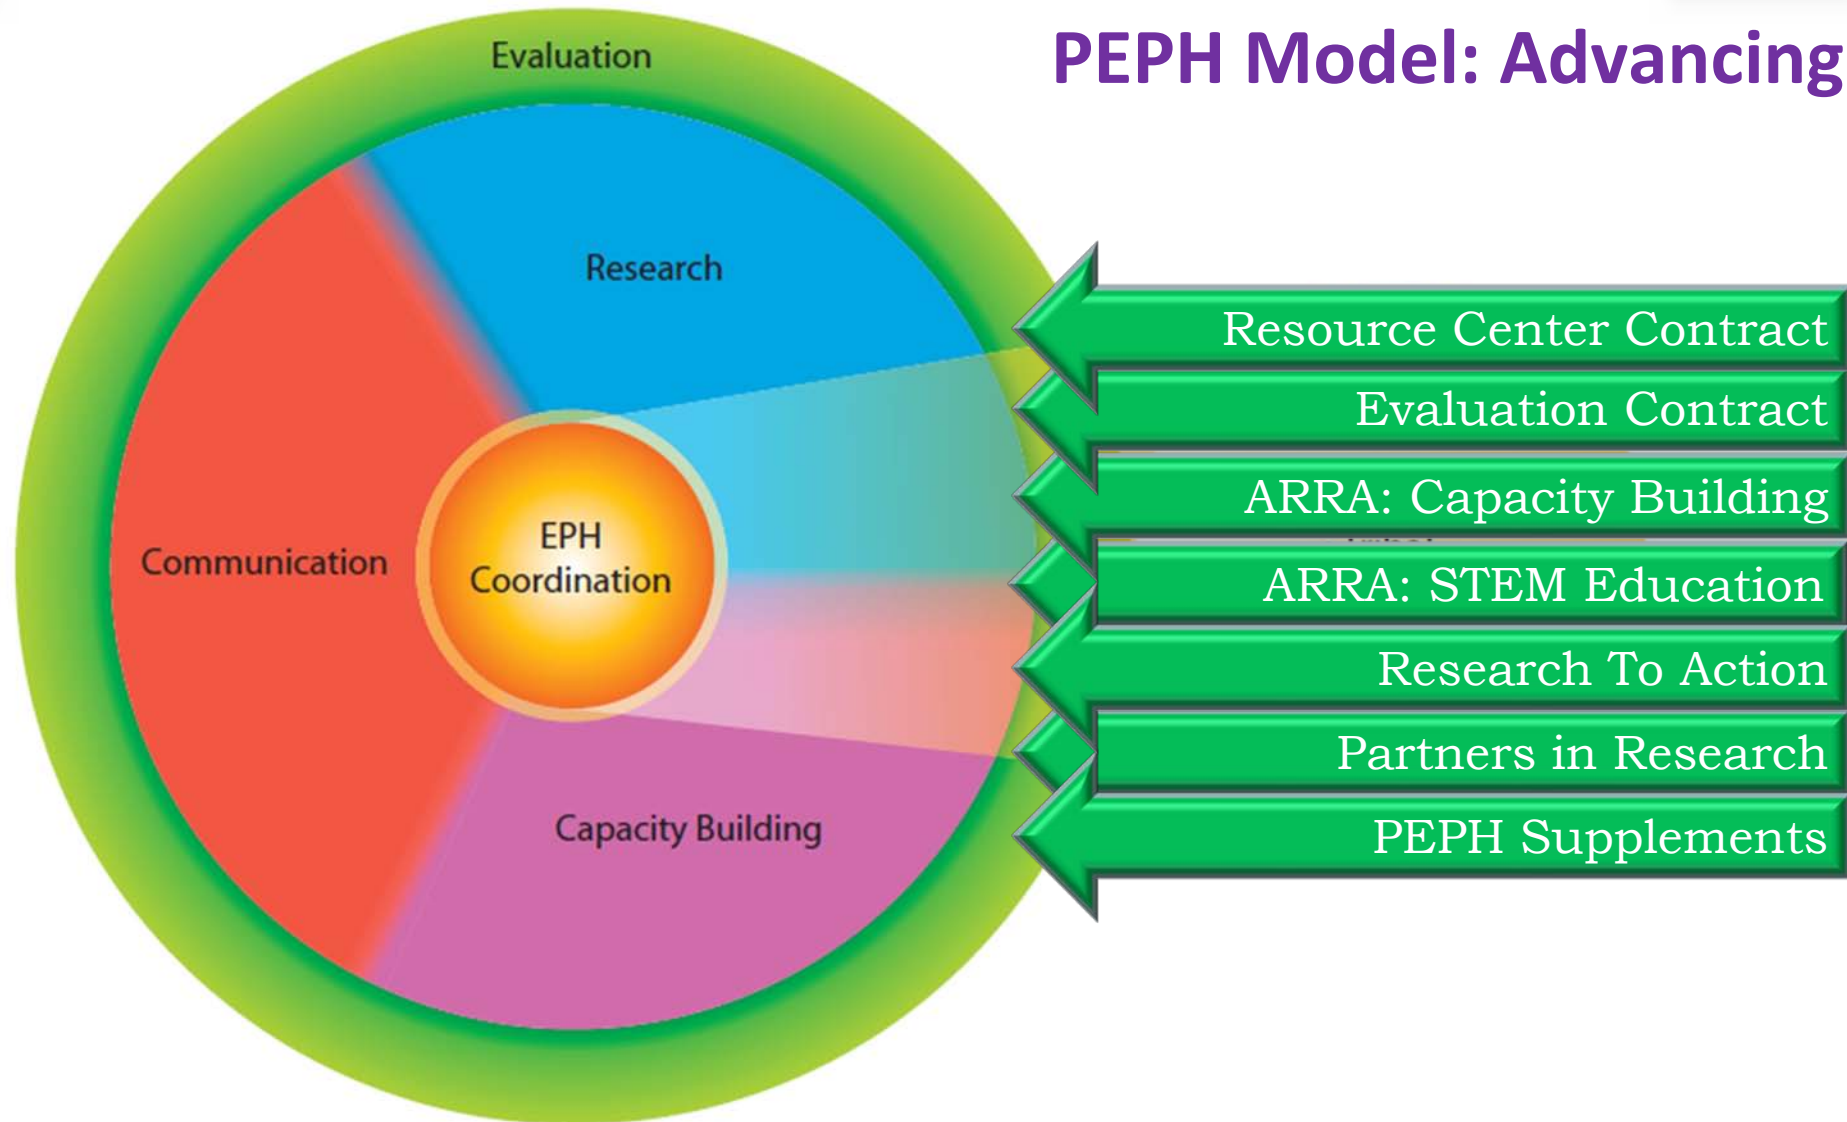 PEPH Model: Advancing
Evaluation
Research
Communication
EPH
Coordination
Capacity Building
Resource Center Contract
Evaluation Contract
ARRA: Capacity Building
ARRA: STEM Education
Research To Action
Partners in Research
PEPH Supplements